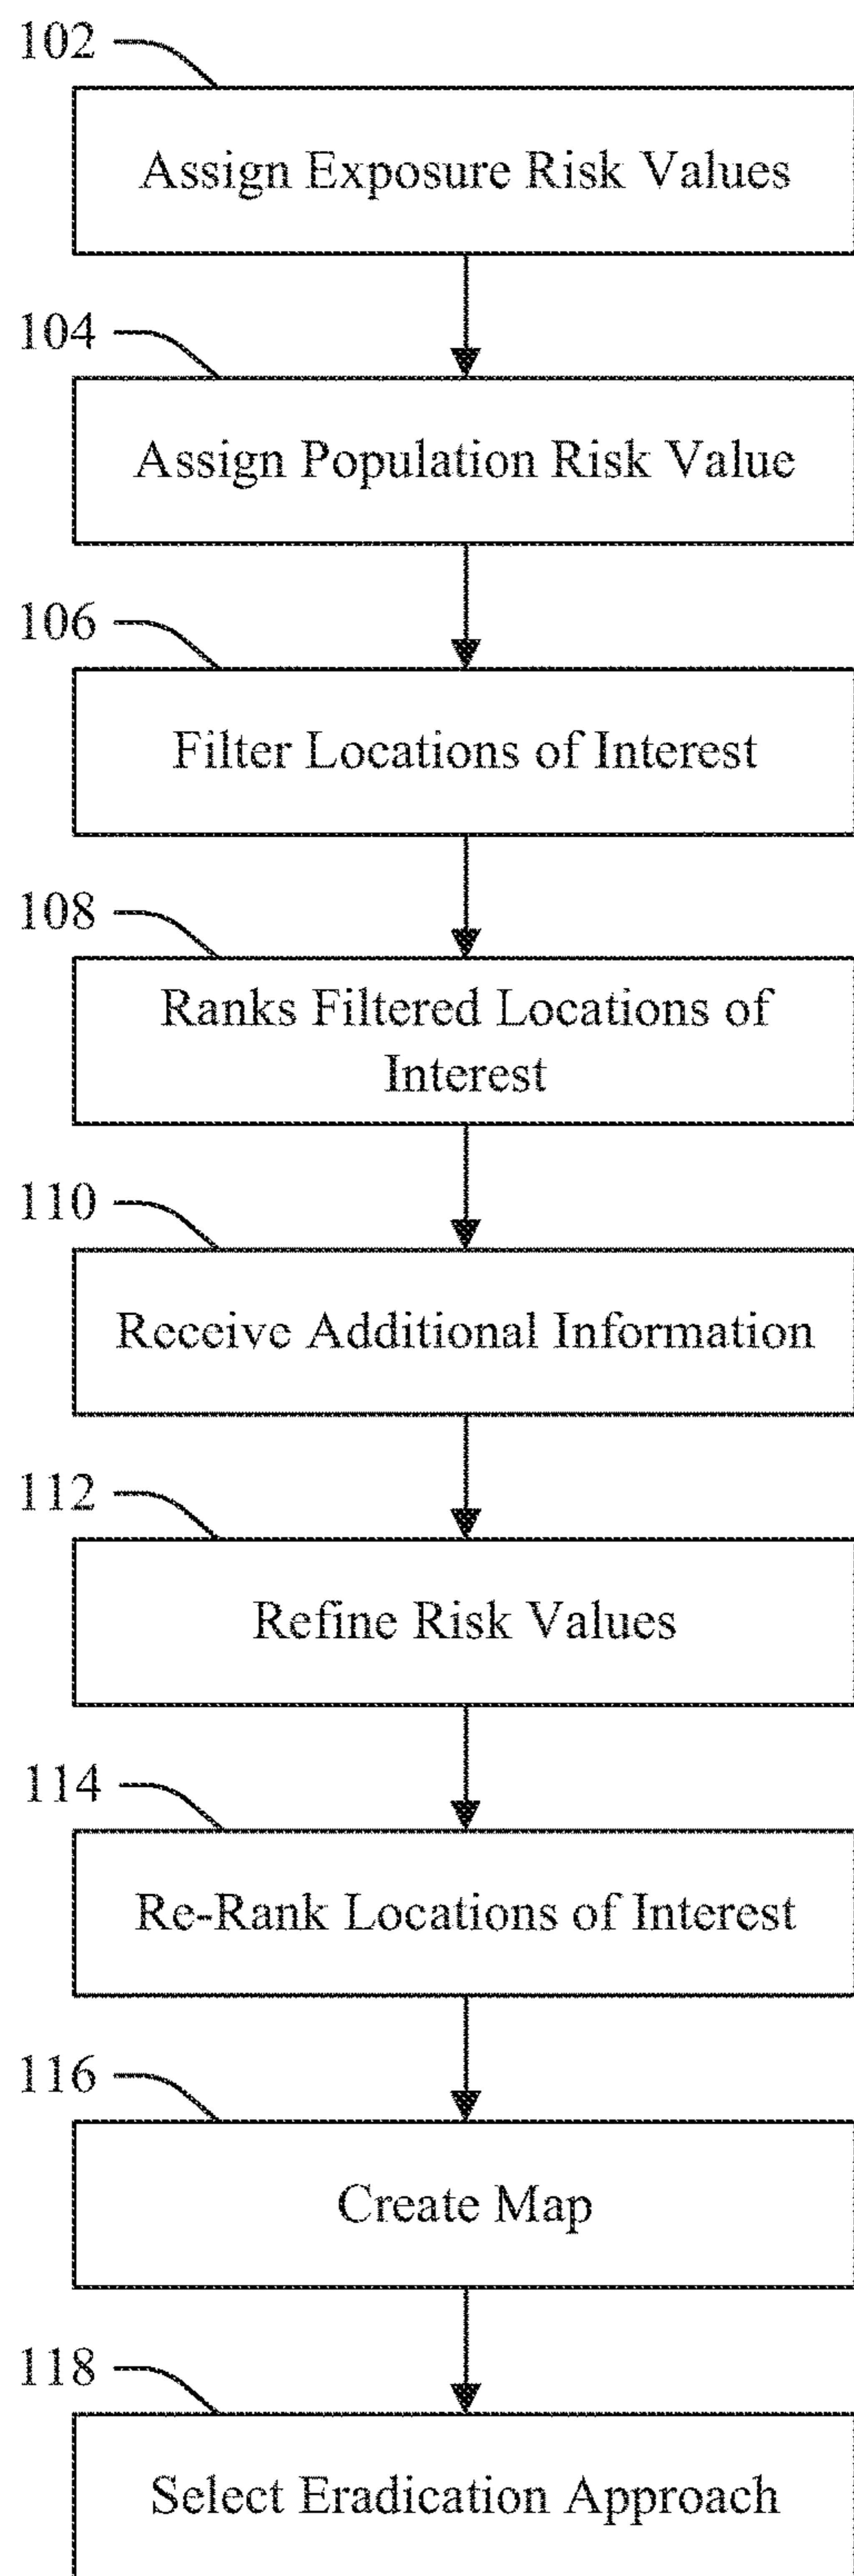 102
Assign Exposure Risk Values
104
Assign Population Risk Value
106
Filter Locations of Interest
108
Ranks Filtered Locations of
Interest
110
Receive Additional Information
112
Refine Risk Values
114
Re-Rank Locations of Interest
116
Create Map
118
Select Eradication Approach